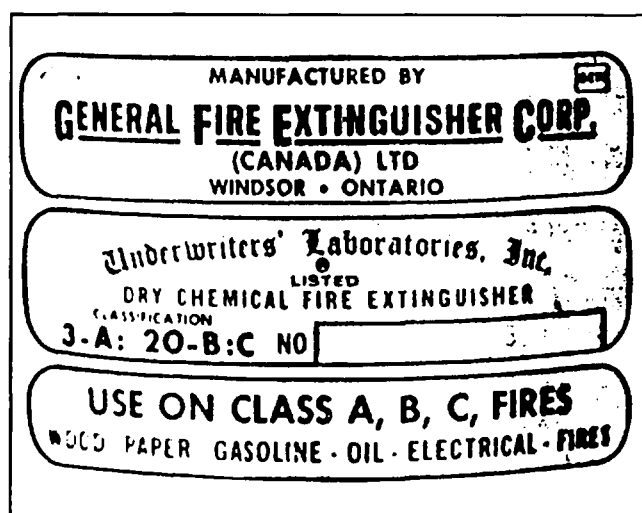 MANUFACTURED BY
GENERAL FIRE EXTINGUISHER CORP.
(CANADA) LTD
WINDSOR • ONTARIO
Underwriters' Laboratories, Inc.
LISTED
DRY CHEMICAL FIRE EXTINGUISHER
CLASSIFICATION
3-A: 20-B:C NO
USE ON CLASS A, B, C, FIRES
WOOD PAPER GASOLINE - OIL - ELECTRICAL - FIRES